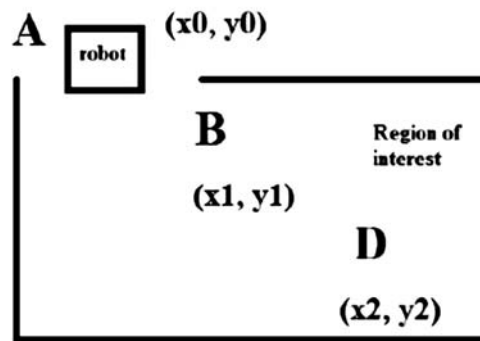 A
robot
(x0, y0)
B
Region of
interest
(x1, y1)
D
(x2, y2)